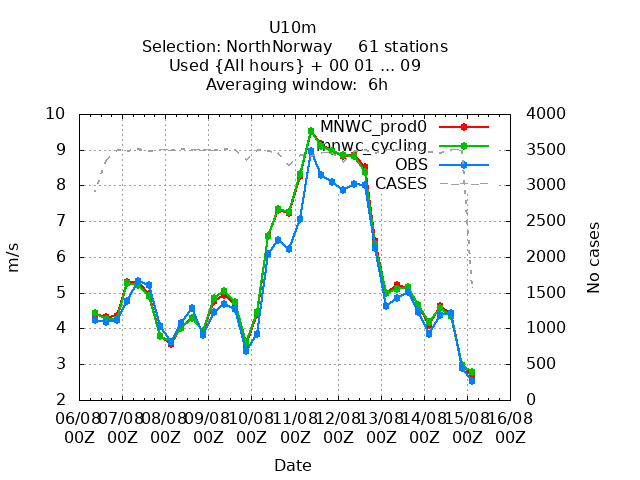 U10m
Selection: NorthNorway     61 stations
Used {All hours} + 00 01 ... 09
Averaging window:  6h
MNWC_prod0
mnwc_cycling
OBS
CASES
10
9
8
7
6
5
4
3
2
m/s
4000
3500
3000
2500
2000
1500
1000
500
0
No cases
06/08 07/08 08/08 09/08 10/08 11/08 12/08 13/08 14/08 15/08 16/08
00Z 00Z 00Z 00Z 00Z 00Z 00Z 00Z 00Z 00Z 00Z
Date